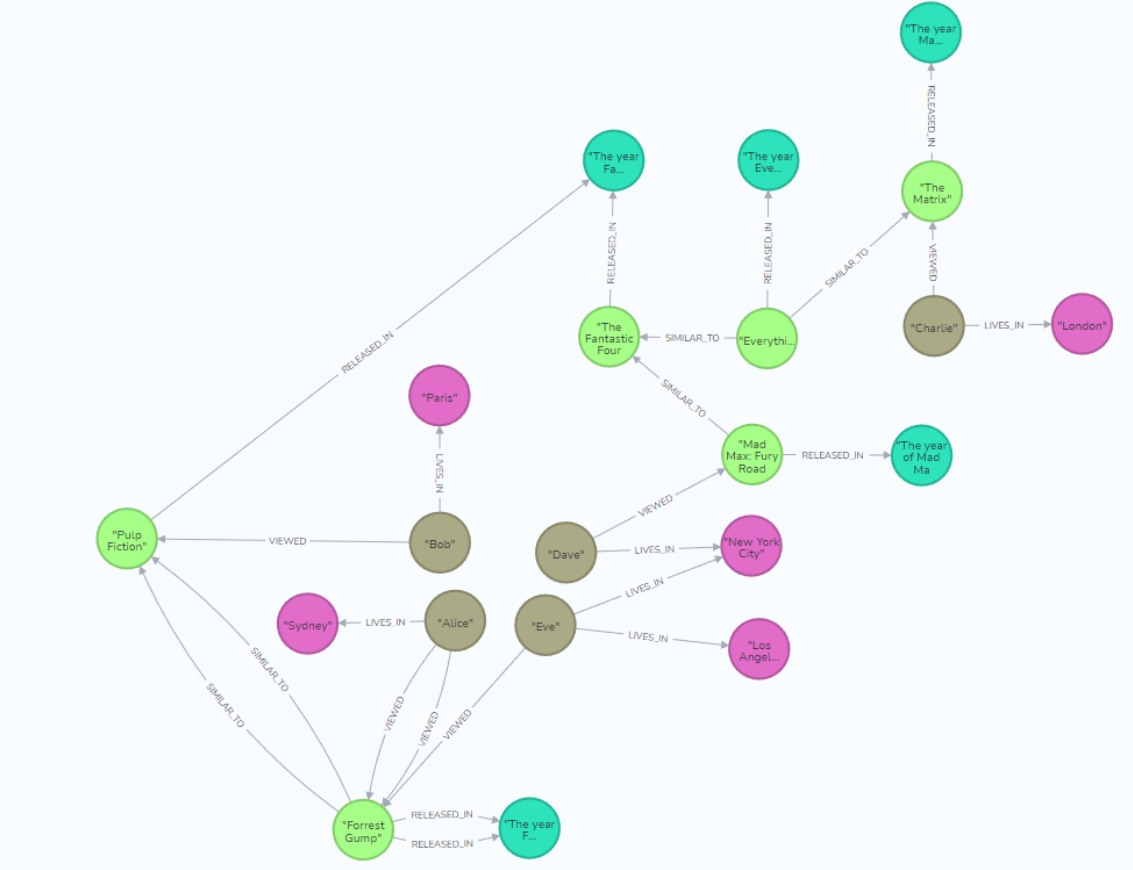 "The year
Ma...
RELEASED_IN
"The year
Fa...
"The year
Eve...
"The
Matrix"
RELEASED_IN
RELEASED_IN
SIMILAR_TO
VIEWED
"The
Fantastic
Four
SIMILAR_TO
"Everythi...
"Charlie"
LIVES_IN
"London"
RELEASED_IN
SIMILAR_TO
"Paris"
LIVES_IN
"Mad
Max: Fury
Road
RELEASED_IN
"The year
of Mad
Ma
VIEWED
"Pulp
Fiction"
VIEWED
"Bob"
"Dave"
LIVES_IN
"New York
City"
LIVES_IN
"Sydney"
LIVES_IN
"Alice"
"Eve"
LIVES_IN
"Los
Angel...
SIMILAR_TO
SIMILAR_TO
VIEWED
VIEWED
VIEWED
"Forrest
Gump"
RELEASED_IN
RELEASED_IN
"The year
F...